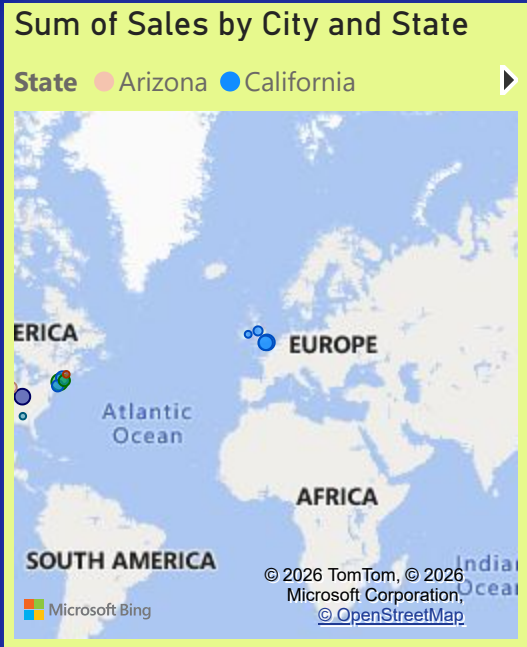 Sum of Sales by City and State
State Arizona California
ERICA
EUROPE
Atlantic
Ocean
AFRICA
SOUTH AMERICA
Indian
Ocea
© 2026 TomTom, © 2026
Microsoft Corporation,
© OpenStreetMap
Microsoft Bing